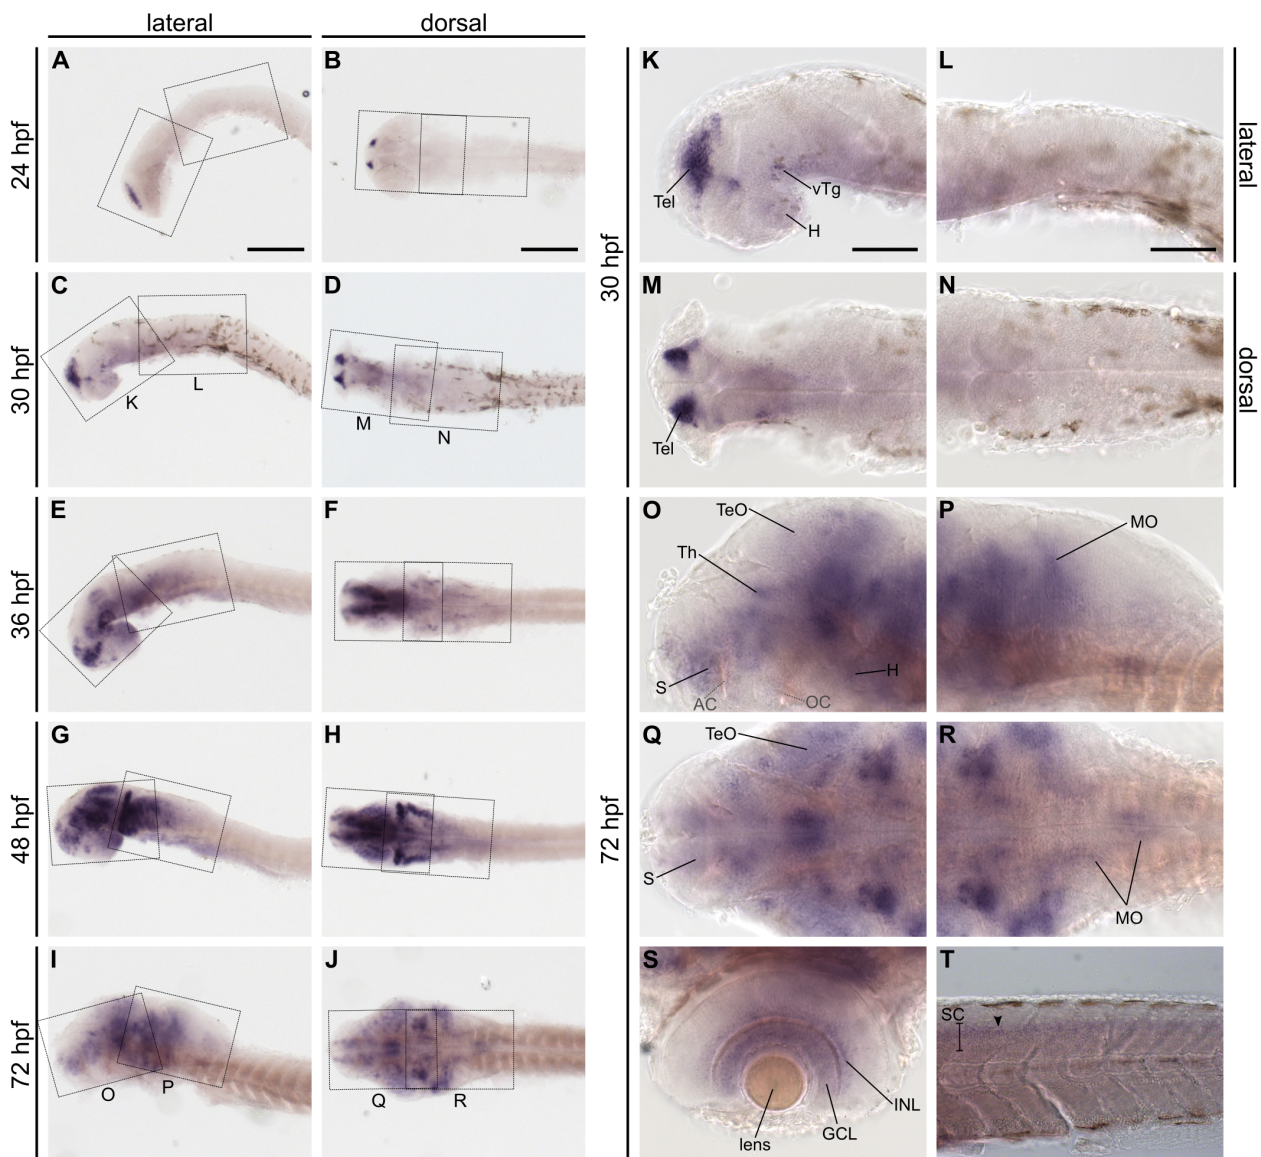 lateral
dorsal
24 hpf
A
B
30 hpf
C
K
L
D
M
N
36 hpf
E
F
48 hpf
G
H
72 hpf
I
O
P
J
Q
R
30 hpf
K
Tel
vTg
H
L
lateral
M
Tel
N
dorsal
72 hpf
O
TeO
Th
S
AC
OC
H
P
MO
Q
TeO
S
R
MO
S
lens
GCL
INL
T
SC